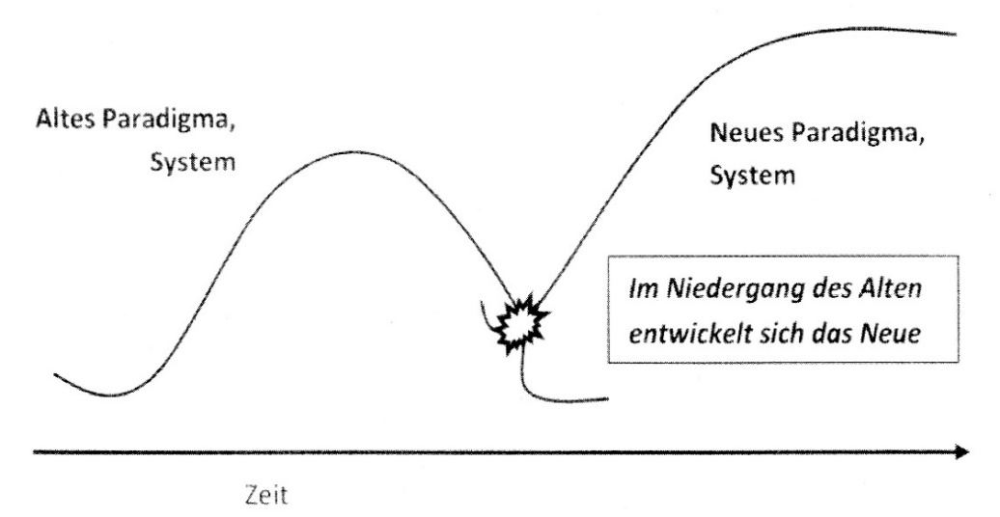 Altes Paradigma,
System
Neues Paradigma,
System
Im Niedergang des Alten
entwickelt sich das Neue
Zeit